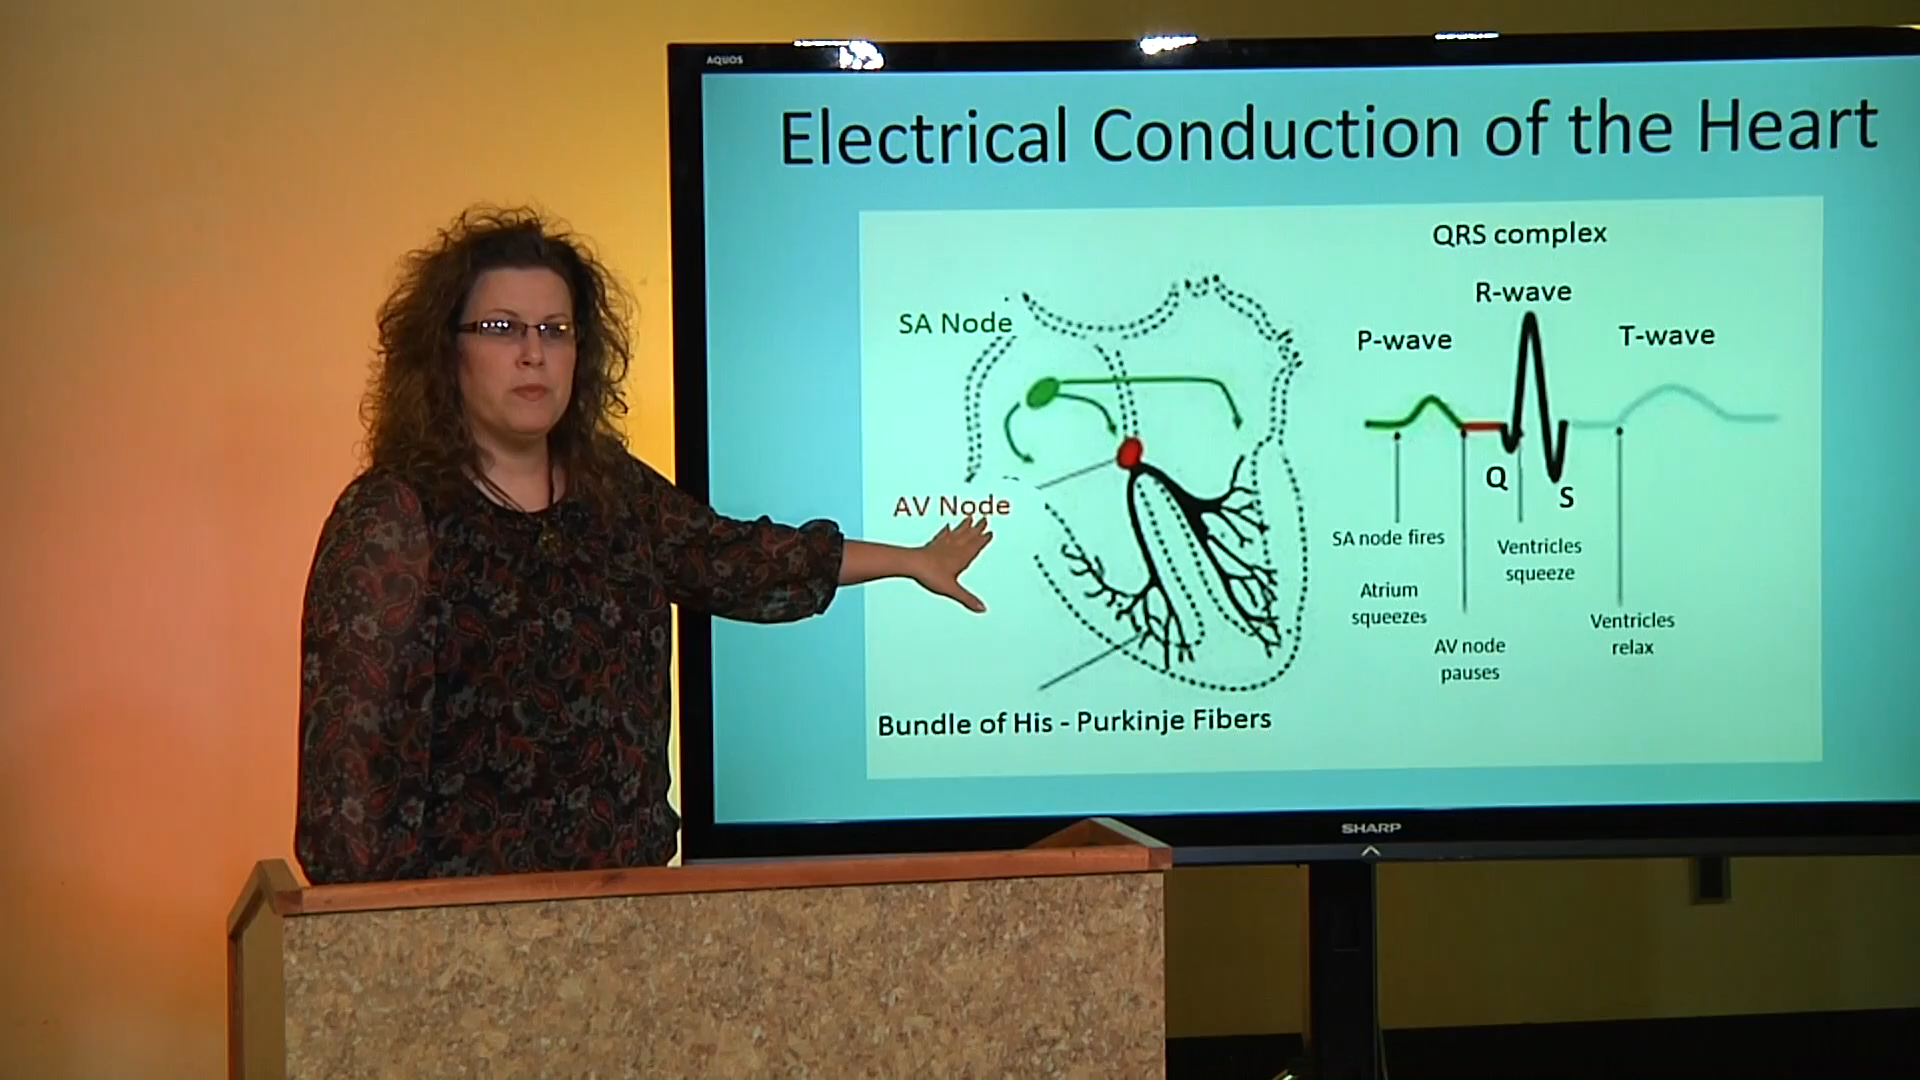 AQUOS
Electrical Conduction of the Heart
QRS complex
R-wave
SA Node
P-wave
T-wave
AV Node
Q
S
SA node fires
Ventricles
squeeze
Atrium
squeezes
Ventricles
relax
AV node
pauses
Bundle of His - Purkinje Fibers
SHARP